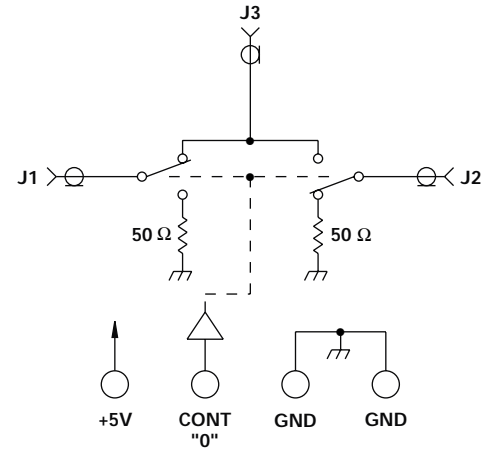 J3
J1
J2
50 Ω
50 Ω
+5V
CONT
"0"
GND
GND